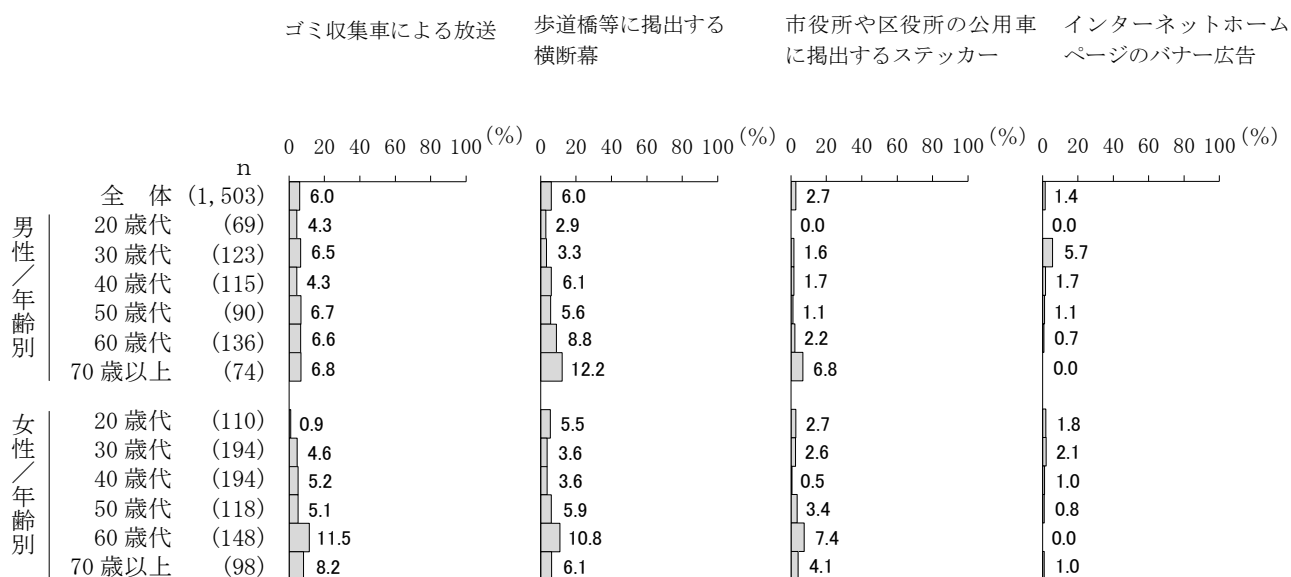 ゴミ収集車による放送
歩道橋等に掲出する
横断幕
市役所や区役所の公用車
に掲出するステッカー
インターネットホーム
ページのバナー広告
0 20 40 60 80 100 (%) 0 20 40 60 80 100 (%) 0 20 40 60 80 100 (%) 0 20 40 60 80 100 (%)
n
全 体 (1,503) 6.0 6.0 2.7 1.4
男性／年齢別
20 歳代 (69) 4.3 2.9 0.0 0.0
30 歳代 (123) 6.5 3.3 1.6 5.7
40 歳代 (115) 4.3 6.1 1.7 1.7
50 歳代 (90) 6.7 5.6 1.1 1.1
60 歳代 (136) 6.6 8.8 2.2 0.7
70 歳以上 (74) 6.8 12.2 6.8 0.0
女性／年齢別
20 歳代 (110) 0.9 5.5 2.7 1.8
30 歳代 (194) 4.6 3.6 2.6 2.1
40 歳代 (194) 5.2 3.6 0.5 1.0
50 歳代 (118) 5.1 5.9 3.4 0.8
60 歳代 (148) 11.5 10.8 7.4 0.0
70 歳以上 (98) 8.2 6.1 4.1 1.0